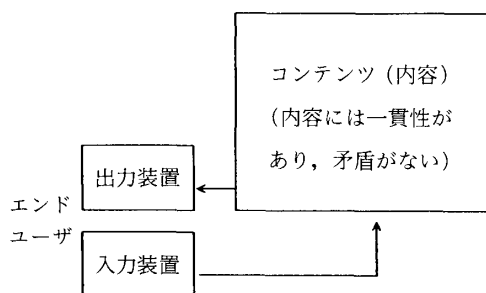 コンテンツ（内容）
（内容には一貫性が
あり，矛盾がない）
出力装置
エンド
ユーザ
入力装置